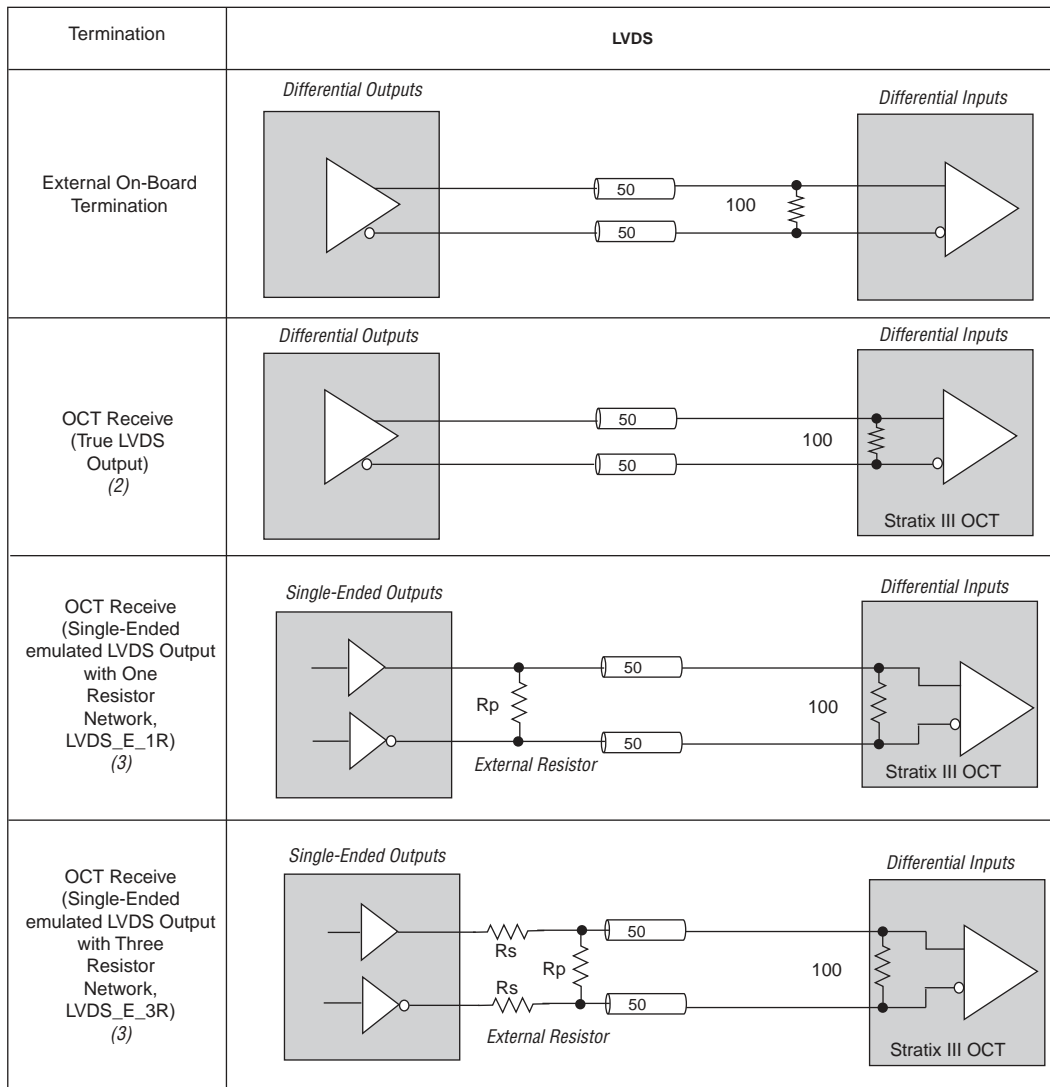 Termination
LVDS
External On-Board
Termination
Differential Outputs
Differential Inputs
50
50
100
OCT Receive
(True LVDS
Output)
(2)
Differential Outputs
Differential Inputs
50
50
100
Stratix III OCT
OCT Receive
(Single-Ended
emulated LVDS Output
with One
Resistor
Network,
LVDS_E_1R)
(3)
Single-Ended Outputs
Differential Inputs
50
Rp
100
50
External Resistor
Stratix III OCT
OCT Receive
(Single-Ended
emulated LVDS Output
with Three
Resistor
Network,
LVDS_E_3R)
(3)
Single-Ended Outputs
Differential Inputs
50
Rs
Rp
100
Rs
50
External Resistor
Stratix III OCT